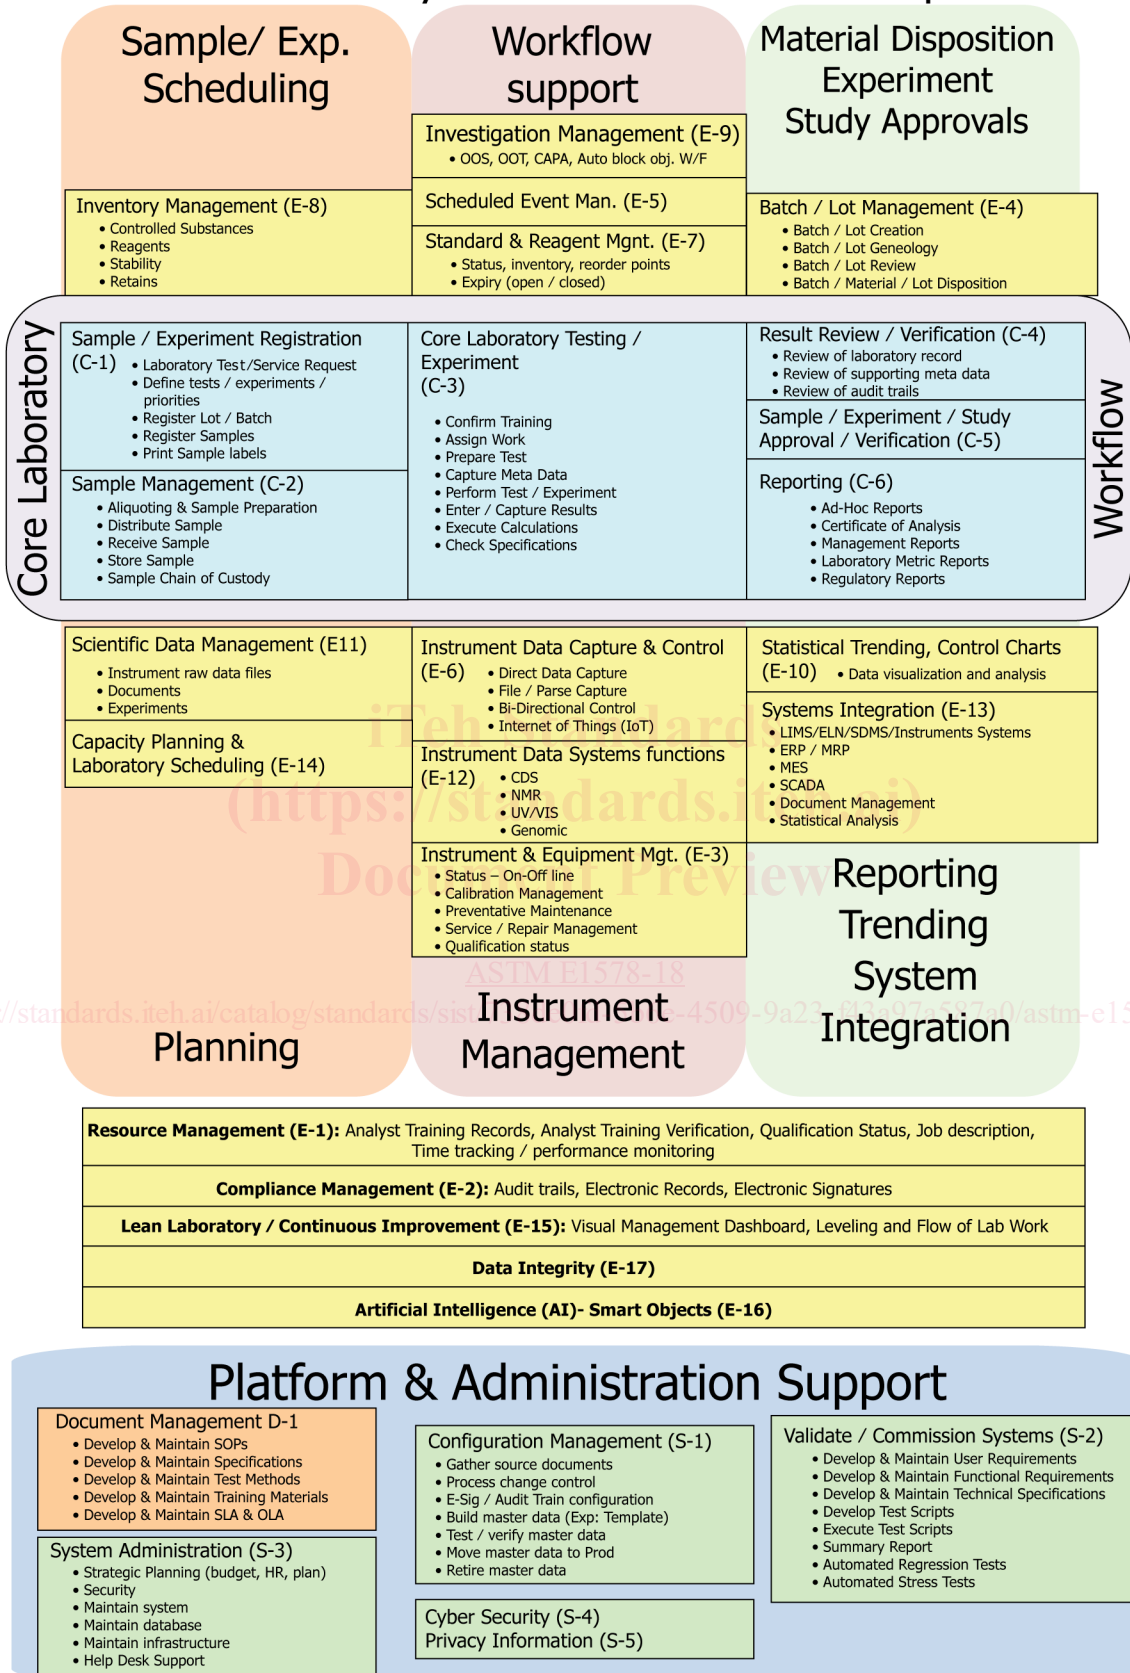 Sample/ Exp.
Scheduling
Workflow
support
Material Disposition
Experiment
Study Approvals
Investigation Management (E-9)
• OOS, OOT, CAPA, Auto block obj. W/F
Scheduled Event Man. (E-5)
Standard & Reagent Mgnt. (E-7)
• Status, inventory, reorder points
• Expiry (open / closed)
Inventory Management (E-8)
• Controlled Substances
• Reagents
• Stability
• Retains
Batch / Lot Management (E-4)
• Batch / Lot Creation
• Batch / Lot Geneology
• Batch / Lot Review
• Batch / Material / Lot Disposition
Core Laboratory
Sample / Experiment Registration
(C-1)
• Laboratory Test/Service Request
• Define tests / experiments /
priorities
• Register Lot / Batch
• Register Samples
• Print Sample labels
Sample Management (C-2)
• Aliquoting & Sample Preparation
• Distribute Sample
• Receive Sample
• Store Sample
• Sample Chain of Custody
Core Laboratory Testing /
Experiment
(C-3)
• Confirm Training
• Assign Work
• Prepare Test
• Capture Meta Data
• Perform Test / Experiment
• Enter / Capture Results
• Execute Calculations
• Check Specifications
Result Review / Verification (C-4)
• Review of laboratory record
• Review of supporting meta data
• Review of audit trails
Sample / Experiment / Study
Approval / Verification (C-5)
Reporting (C-6)
• Ad-Hoc Reports
• Certificate of Analysis
• Management Reports
• Laboratory Metric Reports
• Regulatory Reports
Workflow
Scientific Data Management (E11)
• Instrument raw data files
• Documents
• Experiments
Capacity Planning &
Laboratory Scheduling (E-14)
Instrument Data Capture & Control
(E-6)
• Direct Data Capture
• File / Parse Capture
• Bi-Directional Control
• Internet of Things (IoT)
Instrument Data Systems functions
(E-12)
• CDS
• NMR
• UV/VIS
• Genomic
Instrument & Equipment Mgt. (E-3)
• Status – On-Off line
• Calibration Management
• Preventative Maintenance
• Service / Repair Management
• Qualification status
Statistical Trending, Control Charts
(E-10)
• Data visualization and analysis
Systems Integration (E-13)
• LIMS/ELN/SDMS/Instruments Systems
• ERP / MRP
• MES
• SCADA
• Document Management
• Statistical Analysis
iTeh Standards
(https://standards.iteh.ai)
Document Preview
ASTM E1578-18
Planning
Instrument
Management
Reporting
Trending
System
Integration
Resource Management (E-1): Analyst Training Records, Analyst Training Verification, Qualification Status, Job description,
Time tracking / performance monitoring
Compliance Management (E-2): Audit trails, Electronic Records, Electronic Signatures
Lean Laboratory / Continuous Improvement (E-15): Visual Management Dashboard, Leveling and Flow of Lab Work
Data Integrity (E-17)
Artificial Intelligence (AI)- Smart Objects (E-16)
Platform & Administration Support
Document Management D-1
• Develop & Maintain SOPs
• Develop & Maintain Specifications
• Develop & Maintain Test Methods
• Develop & Maintain Training Materials
• Develop & Maintain SLA & OLA
System Administration (S-3)
• Strategic Planning (budget, HR, plan)
• Security
• Maintain system
• Maintain database
• Maintain infrastructure
• Help Desk Support
Configuration Management (S-1)
• Gather source documents
• Process change control
• E-Sig / Audit Train configuration
• Build master data (Exp: Template)
• Test / verify master data
• Move master data to Prod
• Retire master data
Cyber Security (S-4)
Privacy Information (S-5)
Validate / Commission Systems (S-2)
• Develop & Maintain User Requirements
• Develop & Maintain Functional Requirements
• Develop & Maintain Technical Specifications
• Develop Test Scripts
• Execute Test Scripts
• Summary Report
• Automated Regression Tests
• Automated Stress Tests